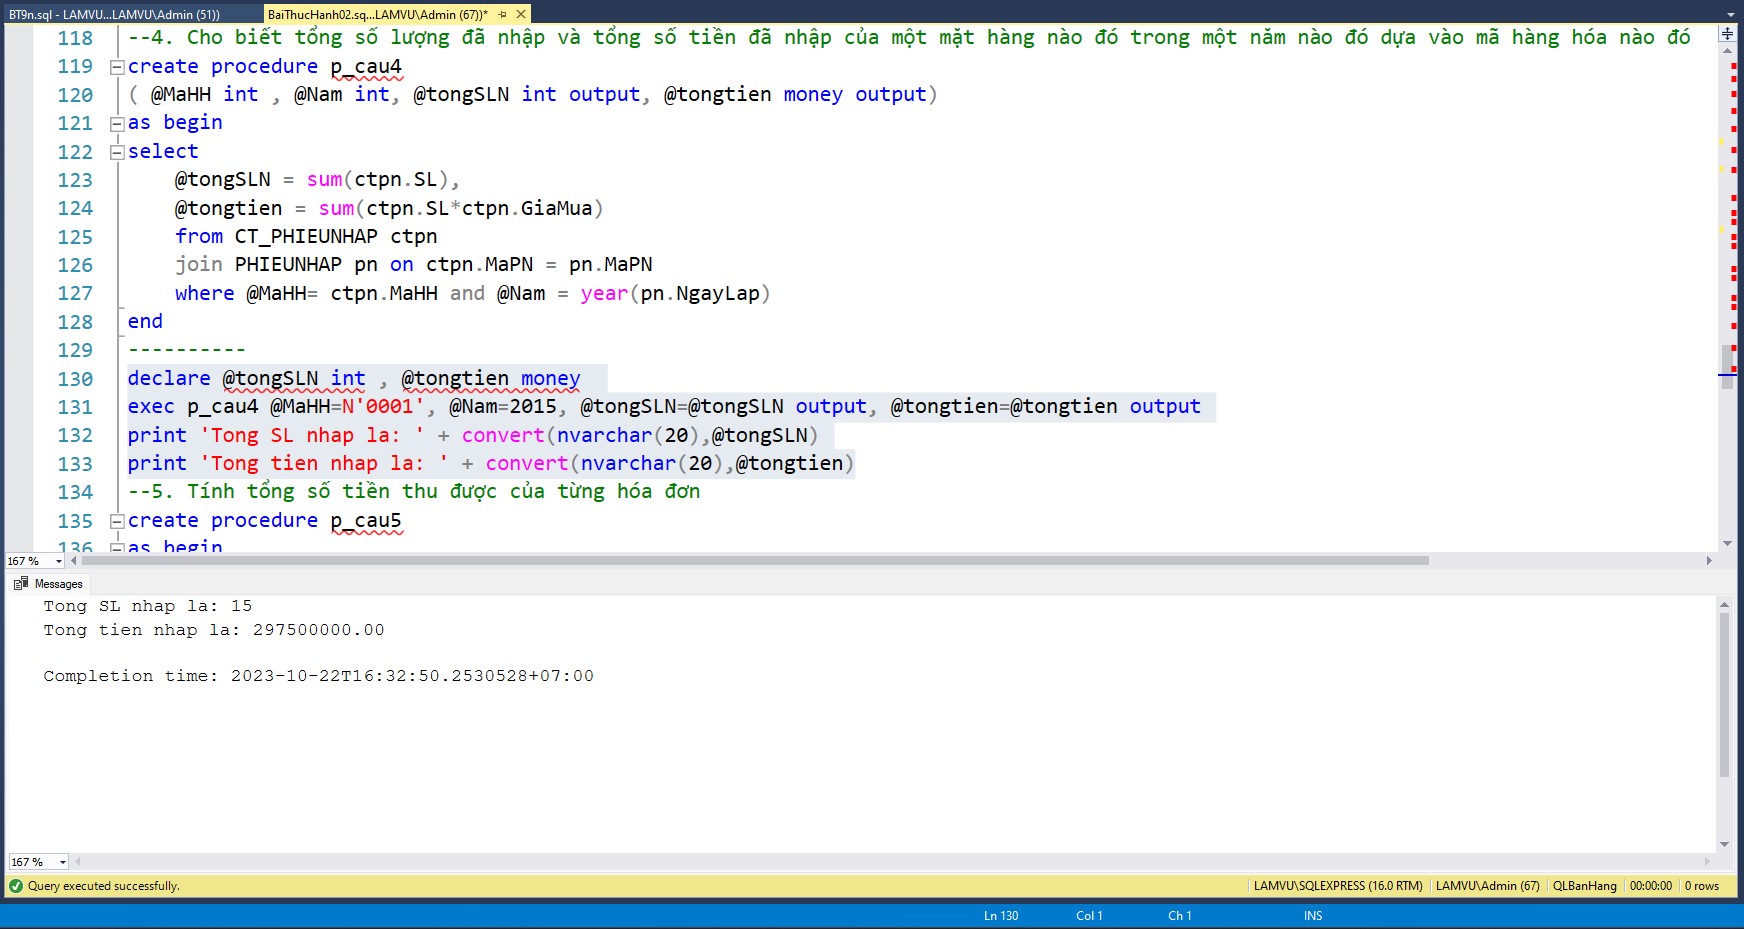 BT9n.sql - LAMVU...LAMVU\Admin (51))
BaiThucHanh02.sq...LAMVU\Admin (67))*
118 --4. Cho biết tổng số lượng đã nhập và tổng số tiền đã nhập của một mặt hàng nào đó trong một năm nào đó dựa vào mã hàng hóa nào đó
119 create procedure p_cau4
120 ( @MaHH int , @Nam int, @tongSLN int output, @tongtien money output)
121 as begin
122 select
123 @tongSLN = sum(ctpn.SL),
124 @tongtien = sum(ctpn.SL*ctpn.GiaMua)
125 from CT_PHIEUNHAP ctpn
126 join PHIEUNHAP pn on ctpn.MaPN = pn.MaPN
127 where @MaHH= ctpn.MaHH and @Nam = year(pn.NgayLap)
128 end
129 ----------
130 declare @tongSLN int , @tongtien money
131 exec p_cau4 @MaHH=N'0001', @Nam=2015, @tongSLN=@tongSLN output, @tongtien=@tongtien output
132 print 'Tong SL nhap la: ' + convert(nvarchar(20),@tongSLN)
133 print 'Tong tien nhap la: ' + convert(nvarchar(20),@tongtien)
134 --5. Tính tổng số tiền thu được của từng hóa đơn
135 create procedure p_cau5
136 as begin
167 %
Messages
Tong SL nhap la: 15
Tong tien nhap la: 297500000.00
Completion time: 2023-10-22T16:32:50.2530528+07:00
167 %
Query executed successfully.
LAMVU\SQLEXPRESS (16.0 RTM)
LAMVU\Admin (67)
QLBanHang
00:00:00
0 rows
Ln 130
Col 1
Ch 1
INS